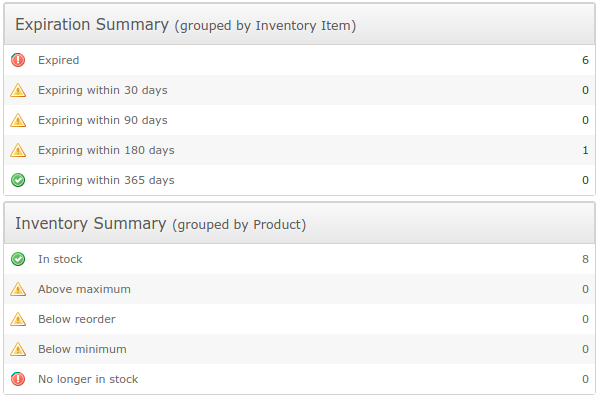 Expiration Summary (grouped by Inventory Item)
Expired 6
Expiring within 30 days 0
Expiring within 90 days 0
Expiring within 180 days 1
Expiring within 365 days 0
Inventory Summary (grouped by Product)
In stock 8
Above maximum 0
Below reorder 0
Below minimum 0
No longer in stock 0